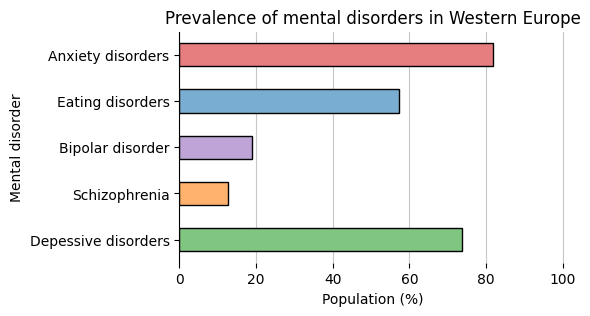 Prevalence of mental disorders in Western Europe
Mental disorder
Anxiety disorders
Eating disorders
Bipolar disorder
Schizophrenia
Depessive disorders
0 20 40 60 80 100
Population (%)